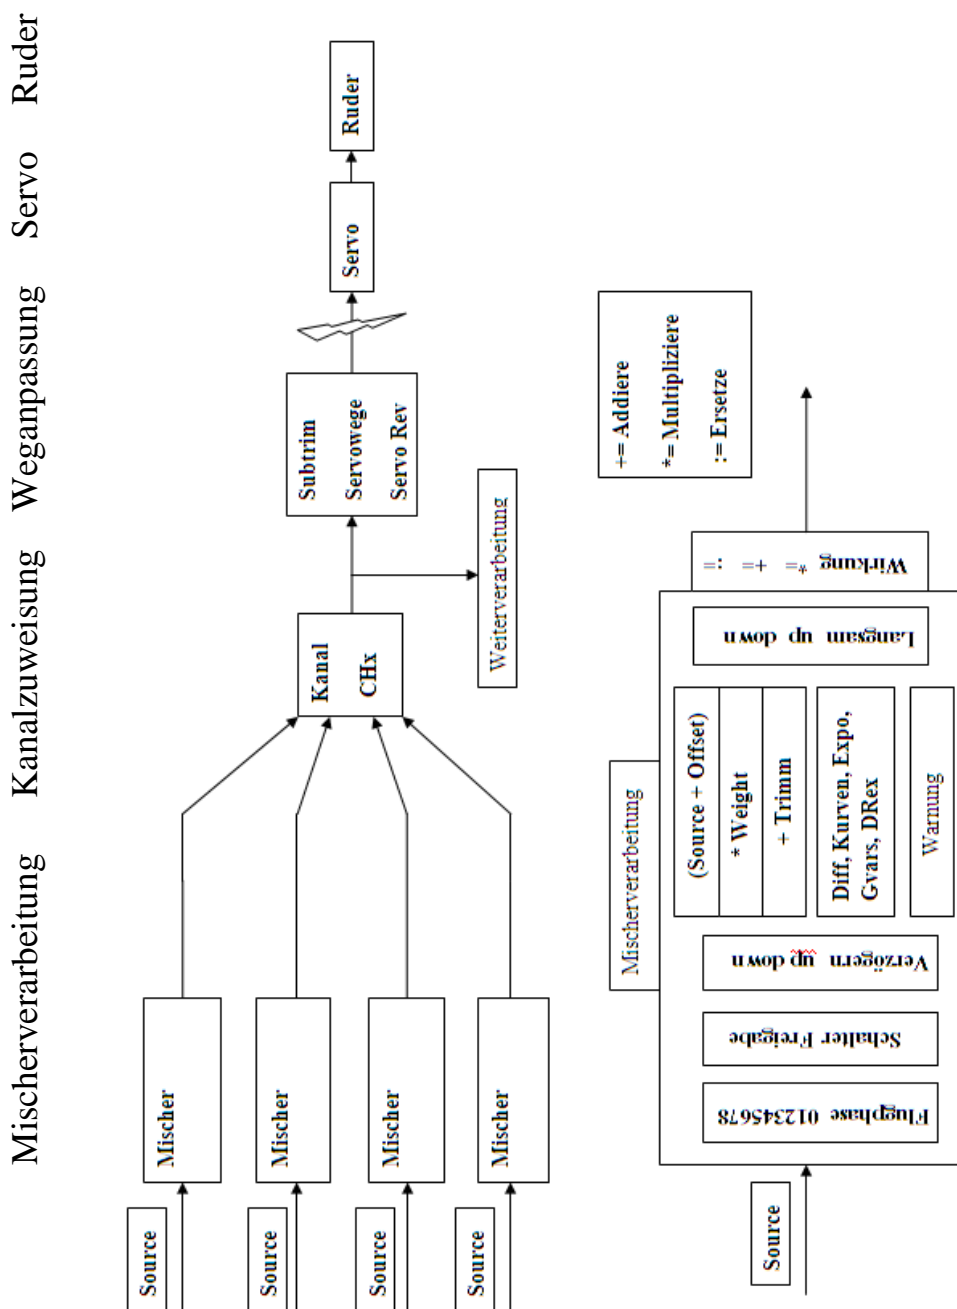 Mischerverarbeitung Kanalzuweisung Weganpassung Servo Ruder
Source
Mischer
Source
Mischer
Source
Mischer
Source
Mischer
Kanal
CHx
Weiterverarbeitung
Subtrim
Servowege
Servo Rev
Servo
Ruder
Source
Mischerverarbeitung
Flugphase 012345678
Schalter Freigabe
Verzögern up down
(Source + Offset)
* Weight
+ Trimm
Diff, Kurven, Expo,
Gvars, DRex
Warnung
Langsam up down
Wirkung *= += :=
+= Addiere
*= Multipliziere
:= Ersetze